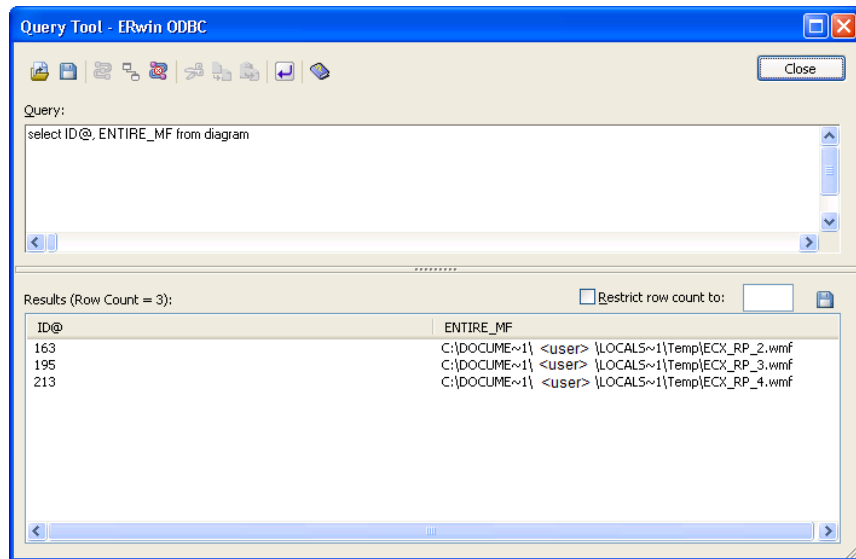 Query Tool - ERwin ODBC
Close
Query:
select ID@, ENTIRE_MF from diagram
Results (Row Count = 3):
Restrict row count to:
ID@ ENTIRE_MF
163 C:\DOCUME~1\ <user> \LOCALS~1\Temp\ECX_RP_2.wmf
195 C:\DOCUME~1\ <user> \LOCALS~1\Temp\ECX_RP_3.wmf
213 C:\DOCUME~1\ <user> \LOCALS~1\Temp\ECX_RP_4.wmf